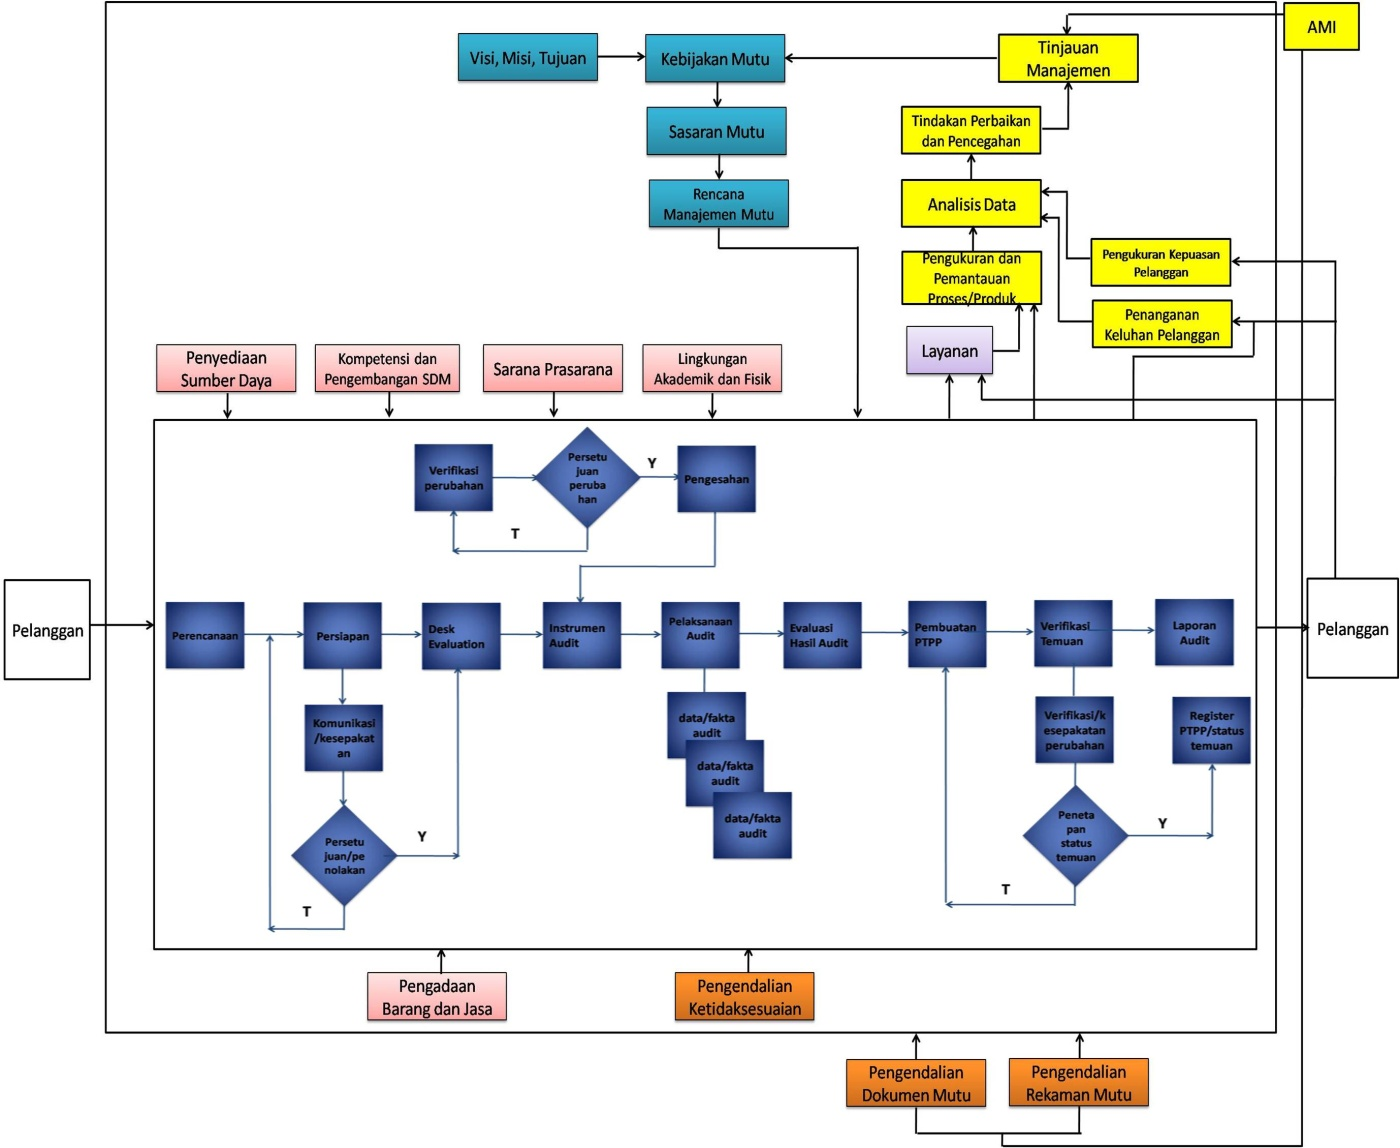 AMI
Tinjauan
Manajemen
Visi, Misi, Tujuan
Kebijakan Mutu
Tindakan Perbaikan
dan Pencegahan
Sasaran Mutu
Rencana
Manajemen Mutu
Analisis Data
Pengukuran dan
Pemantauan
Proses/Produk
Pengukuran Kepuasan
Pelanggan
Penanganan
Keluhan Pelanggan
Layanan
Penyediaan
Sumber Daya
Kompetensi dan
Pengembangan SDM
Sarana Prasarana
Lingkungan
Akademik dan Fisik
Verifikasi
perubahan
Persetu
juan
peruba
han
Y
Pengesahan
T
Pelanggan
Perencanaan
Persiapan
Desk
Evaluation
Instrumen
Audit
Pelaksanaan
Audit
Evaluasi
Hasil Audit
Pembuatan
PTPP
Verifikasi
Temuan
Laporan
Audit
Pelanggan
Komunikasi
/kesepakat
an
data/fakta
audit
data/fakta
audit
data/fakta
audit
Verifikasi/k
esepakatan
perubahan
Register
PTPP/status
temuan
Persetu
juan/pe
nolakan
Y
T
Peneta
pan
status
temuan
Y
T
Pengadaan
Barang dan Jasa
Pengendalian
Ketidaksesuaian
Pengendalian
Dokumen Mutu
Pengendalian
Rekaman Mutu